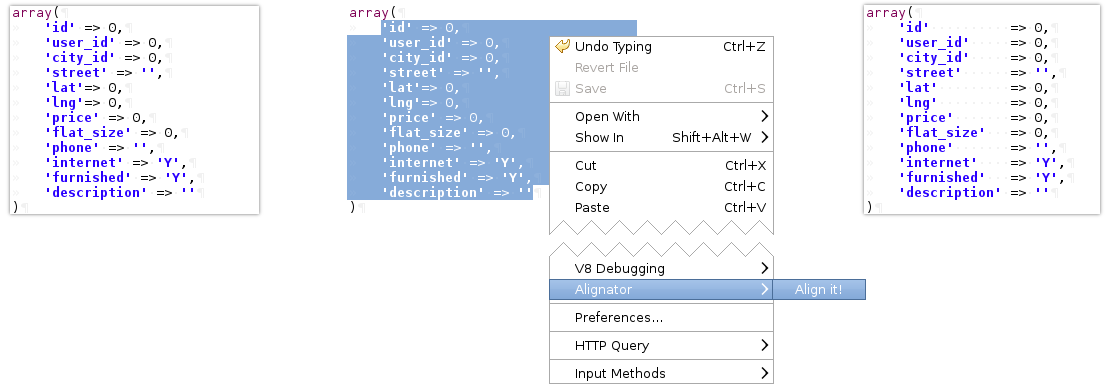 array(
'id' => 0,
'user_id' => 0,
'city_id' => 0,
'street' => '',
'lat'=> 0,
'lng'=> 0,
'price' => 0,
'flat_size' => 0,
'phone' => '',
'internet' => 'Y',
'furnished' => 'Y',
'description' => ''
)
array(
'id' => 0,
'user_id' => 0,
'city_id' => 0,
'street' => '',
'lat'=> 0,
'lng'=> 0,
'price' => 0,
'flat_size' => 0,
'phone' => '',
'internet' => 'Y',
'furnished' => 'Y',
'description' => ''
)
Undo Typing Ctrl+Z
Revert File
Save Ctrl+S
Open With
Show In Shift+Alt+W
Cut Ctrl+X
Copy Ctrl+C
Paste Ctrl+V
V8 Debugging
Alignator
Align it!
Preferences...
HTTP Query
Input Methods
array(
'id' => 0,
'user_id' => 0,
'city_id' => 0,
'street' => '',
'lat' => 0,
'lng' => 0,
'price' => 0,
'flat_size' => 0,
'phone' => '',
'internet' => 'Y',
'furnished' => 'Y',
'description' => ''
)